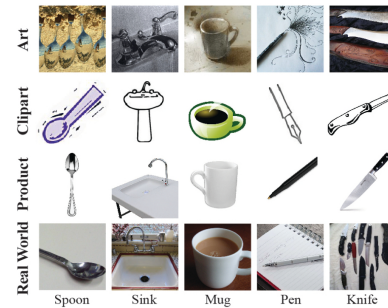 Art
Clipart
Product
Real World
Spoon Sink Mug Pen Knife